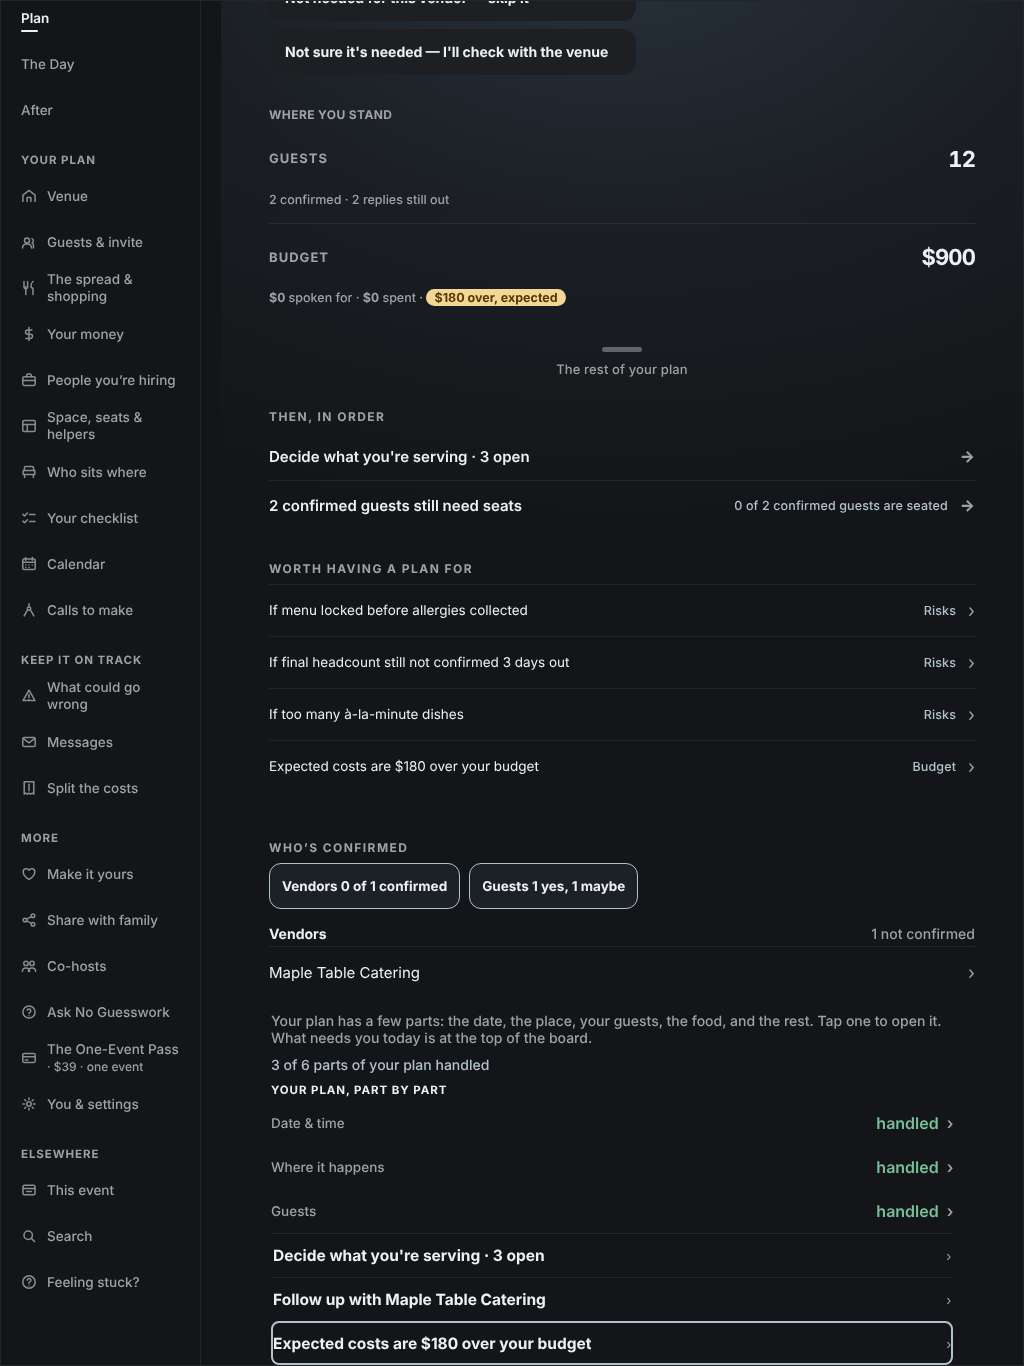 Plan
The Day
After
YOUR PLAN
Venue
Guests & invite
The spread &
shopping
Your money
People you’re hiring
Space, seats &
helpers
Who sits where
Your checklist
Calendar
Calls to make
KEEP IT ON TRACK
What could go
wrong
Messages
Split the costs
MORE
Make it yours
Share with family
Co-hosts
Ask No Guesswork
The One-Event Pass
· $39 · one event
You & settings
ELSEWHERE
This event
Search
Feeling stuck?
Not needed for this vendor — skip it
Not sure it's needed — I'll check with the venue
WHERE YOU STAND
GUESTS 12
2 confirmed · 2 replies still out
BUDGET $900
$0 spoken for · $0 spent · $180 over, expected
The rest of your plan
THEN, IN ORDER
Decide what you're serving · 3 open
2 confirmed guests still need seats 0 of 2 confirmed guests are seated
WORTH HAVING A PLAN FOR
If menu locked before allergies collected Risks
If final headcount still not confirmed 3 days out Risks
If too many à-la-minute dishes Risks
Expected costs are $180 over your budget Budget
WHO’S CONFIRMED
Vendors 0 of 1 confirmed Guests 1 yes, 1 maybe
Vendors 1 not confirmed
Maple Table Catering
Your plan has a few parts: the date, the place, your guests, the food, and the rest. Tap one to open it.
What needs you today is at the top of the board.
3 of 6 parts of your plan handled
YOUR PLAN, PART BY PART
Date & time handled
Where it happens handled
Guests handled
Decide what you're serving · 3 open
Follow up with Maple Table Catering
Expected costs are $180 over your budget